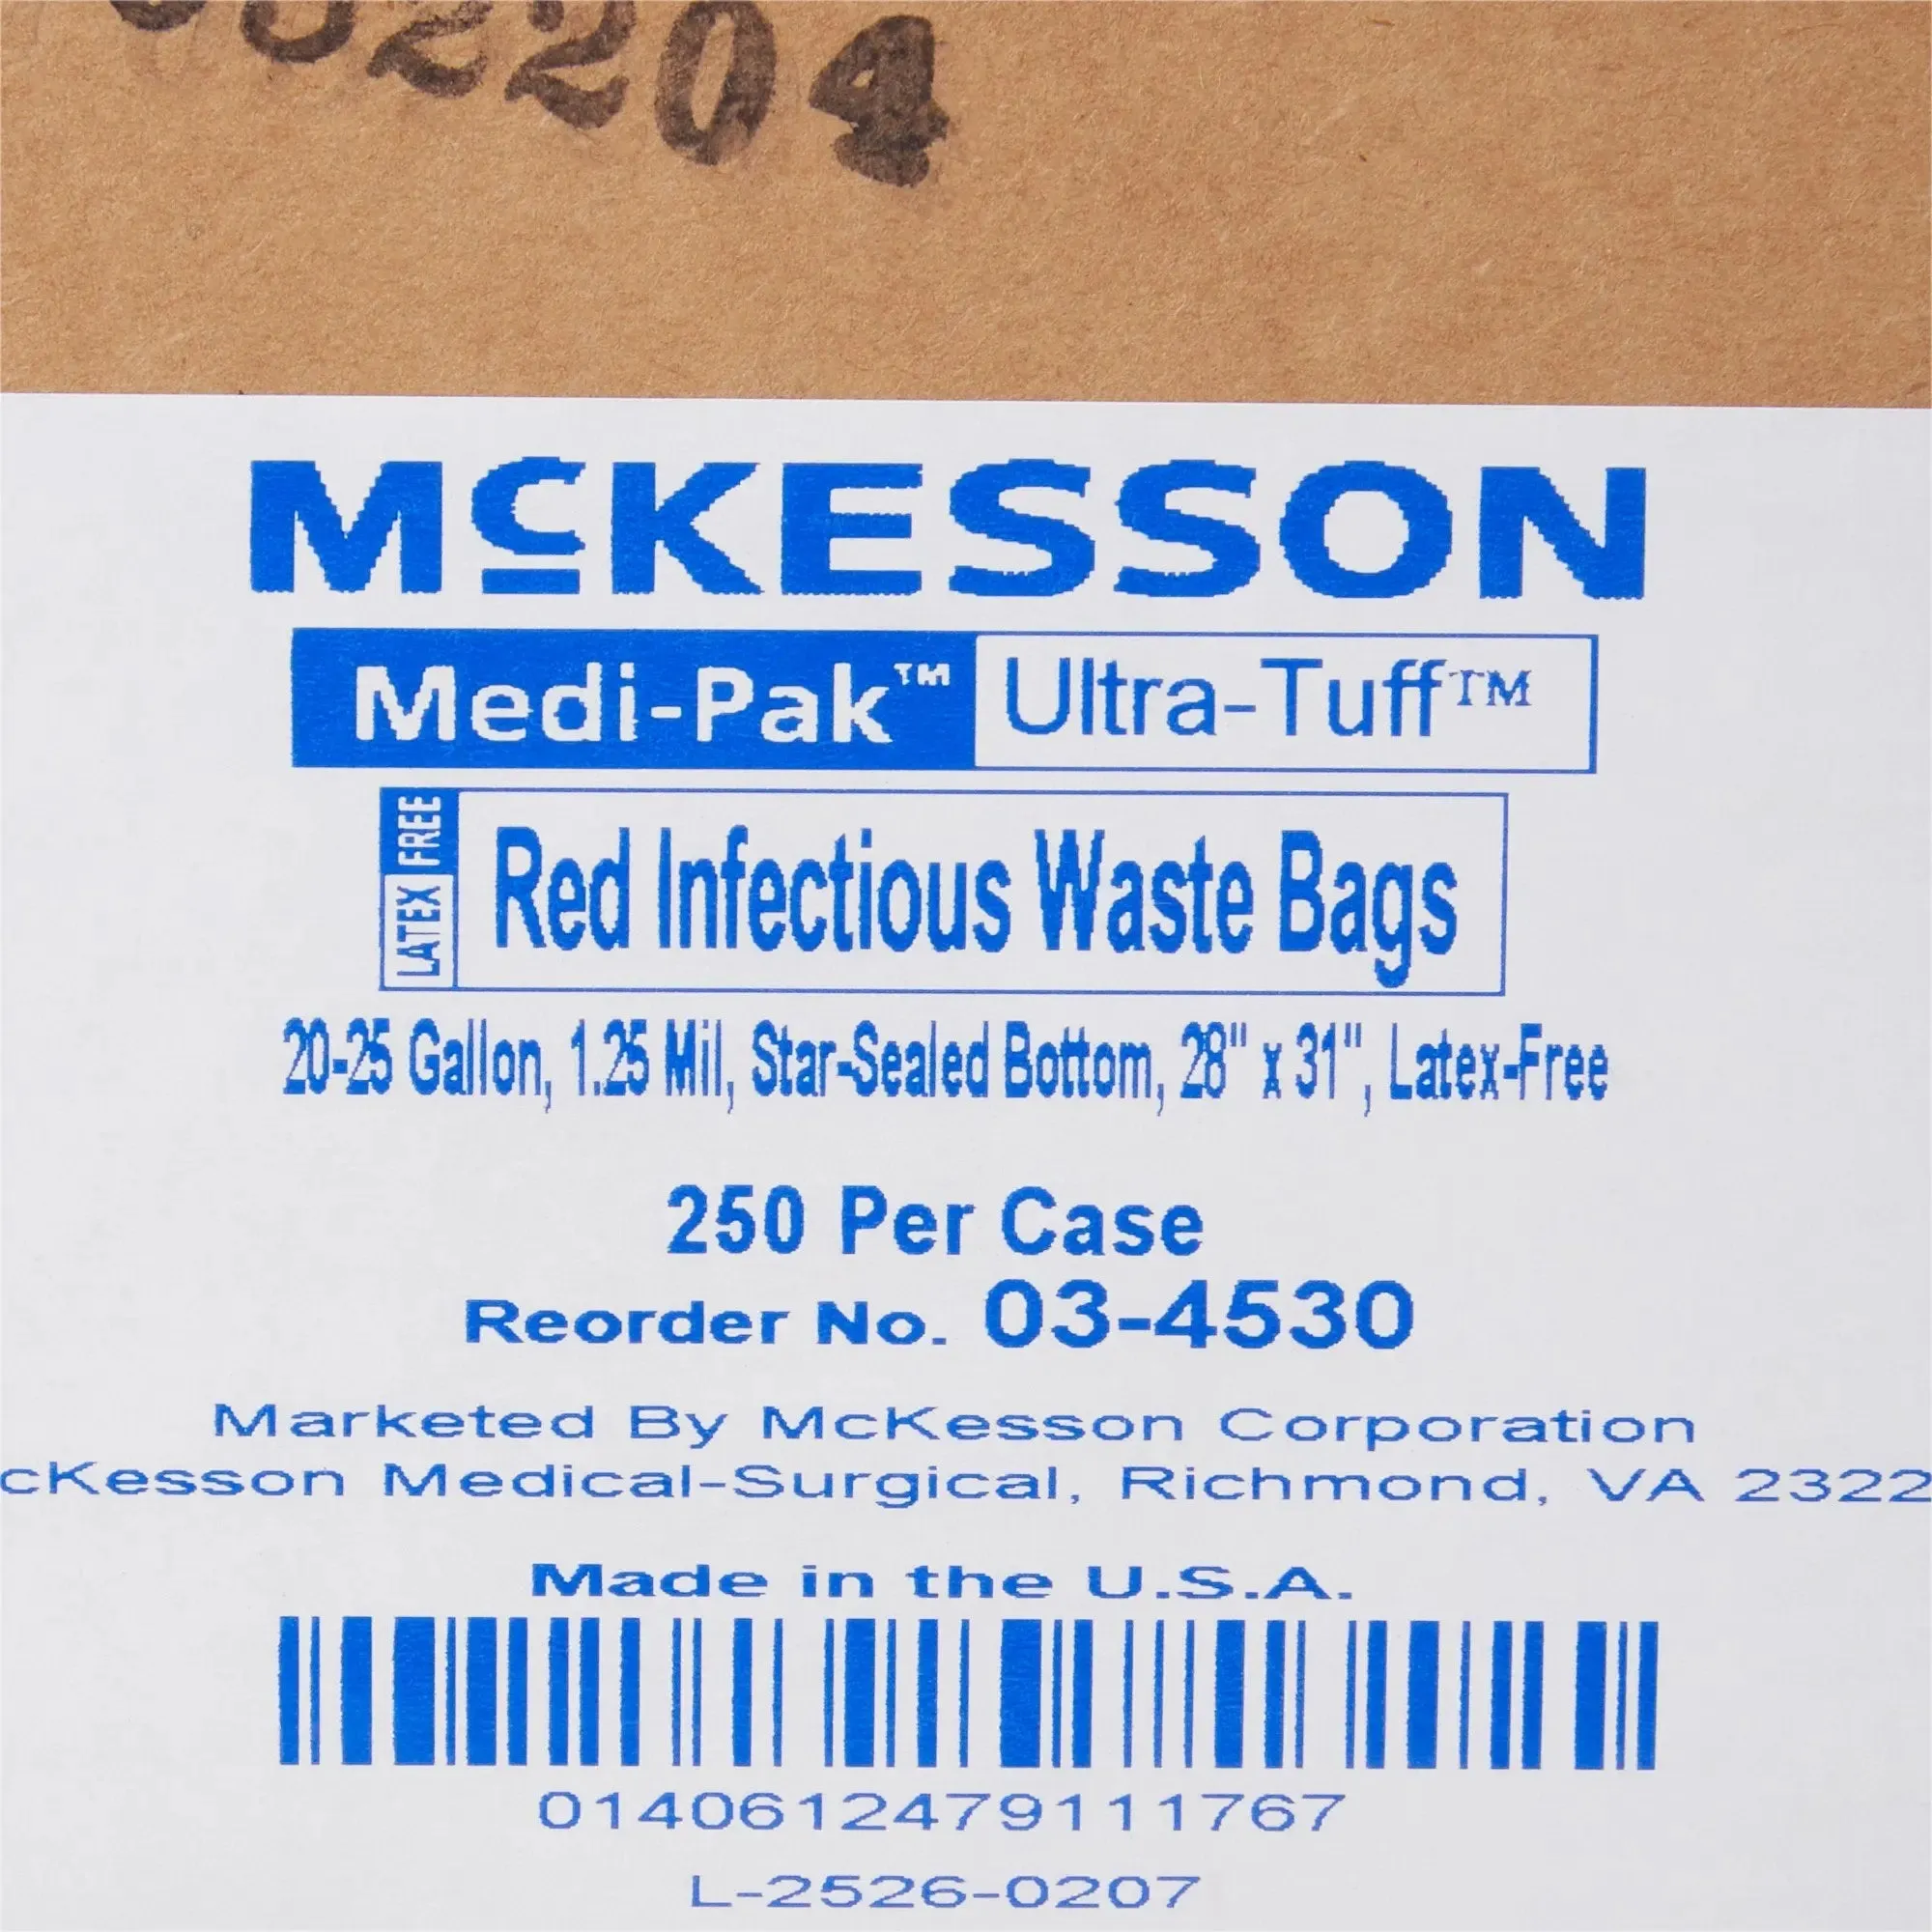 02204
McKESSON
Medi-Pak™ Ultra-Tuff™
LATEX FREE
Red Infectious Waste Bags
20-25 Gallon, 1.25 Mil, Star-Sealed Bottom, 28" x 31", Latex-Free
250 Per Case
Reorder No. 03-4530
Marketed By McKesson Corporation
cKesson Medical-Surgical, Richmond, VA 2322
Made in the U.S.A.
0140612479111767
L-2526-0207